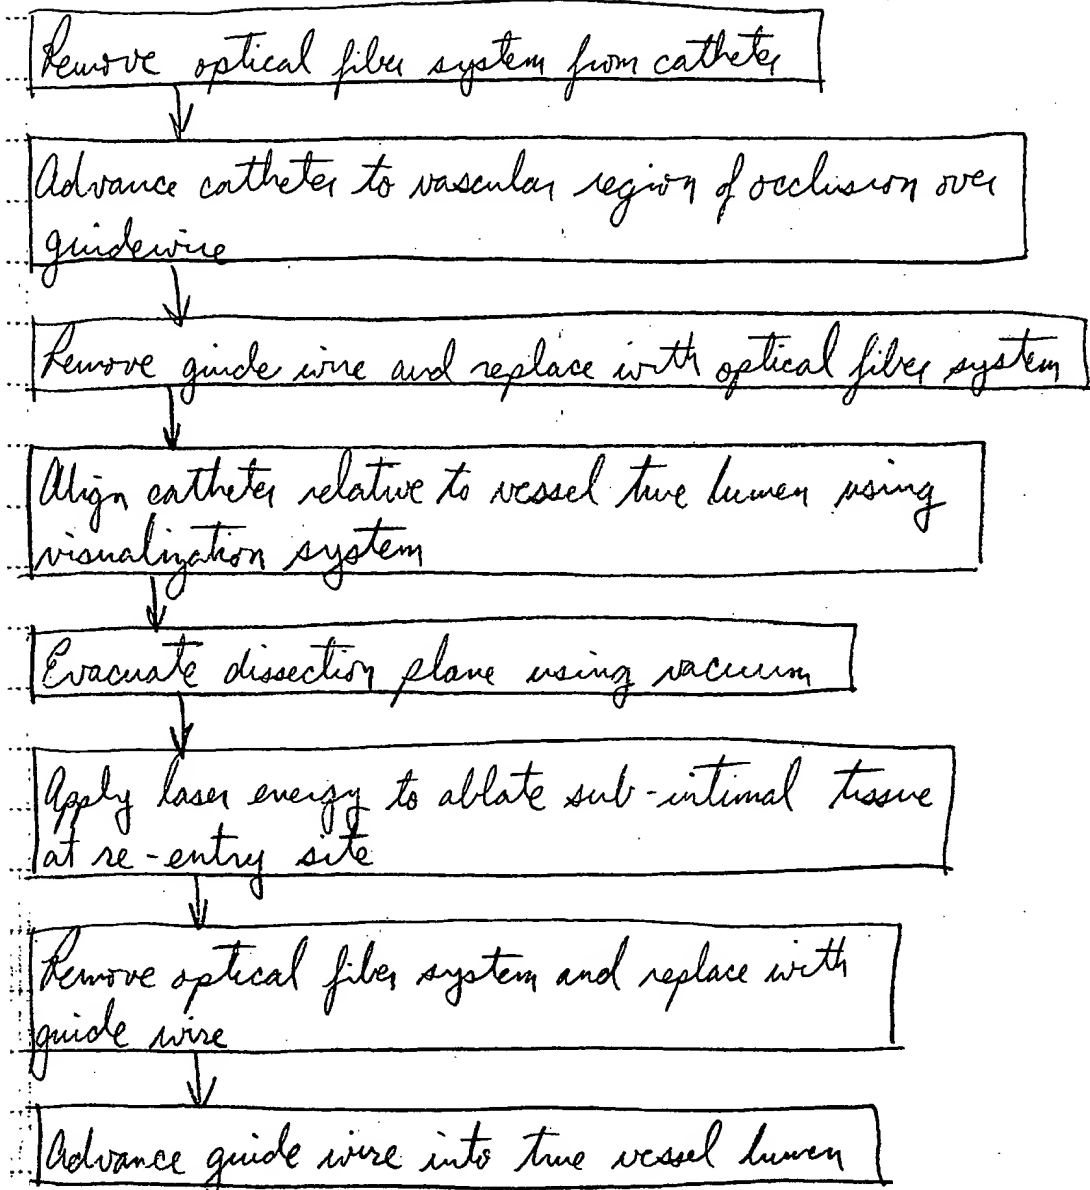 Remove optical fiber system from catheter
Advance catheter to vascular region of occlusion over
guidewire
Remove guide wire and replace with optical fiber system
Align catheter relative to vessel true lumen using
visualization system
Evacuate dissection plane using vacuum
Apply laser energy to ablate sub-intimal tissue
at re-entry site
Remove optical fiber system and replace with
guide wire
Advance guide wire into true vessel lumen